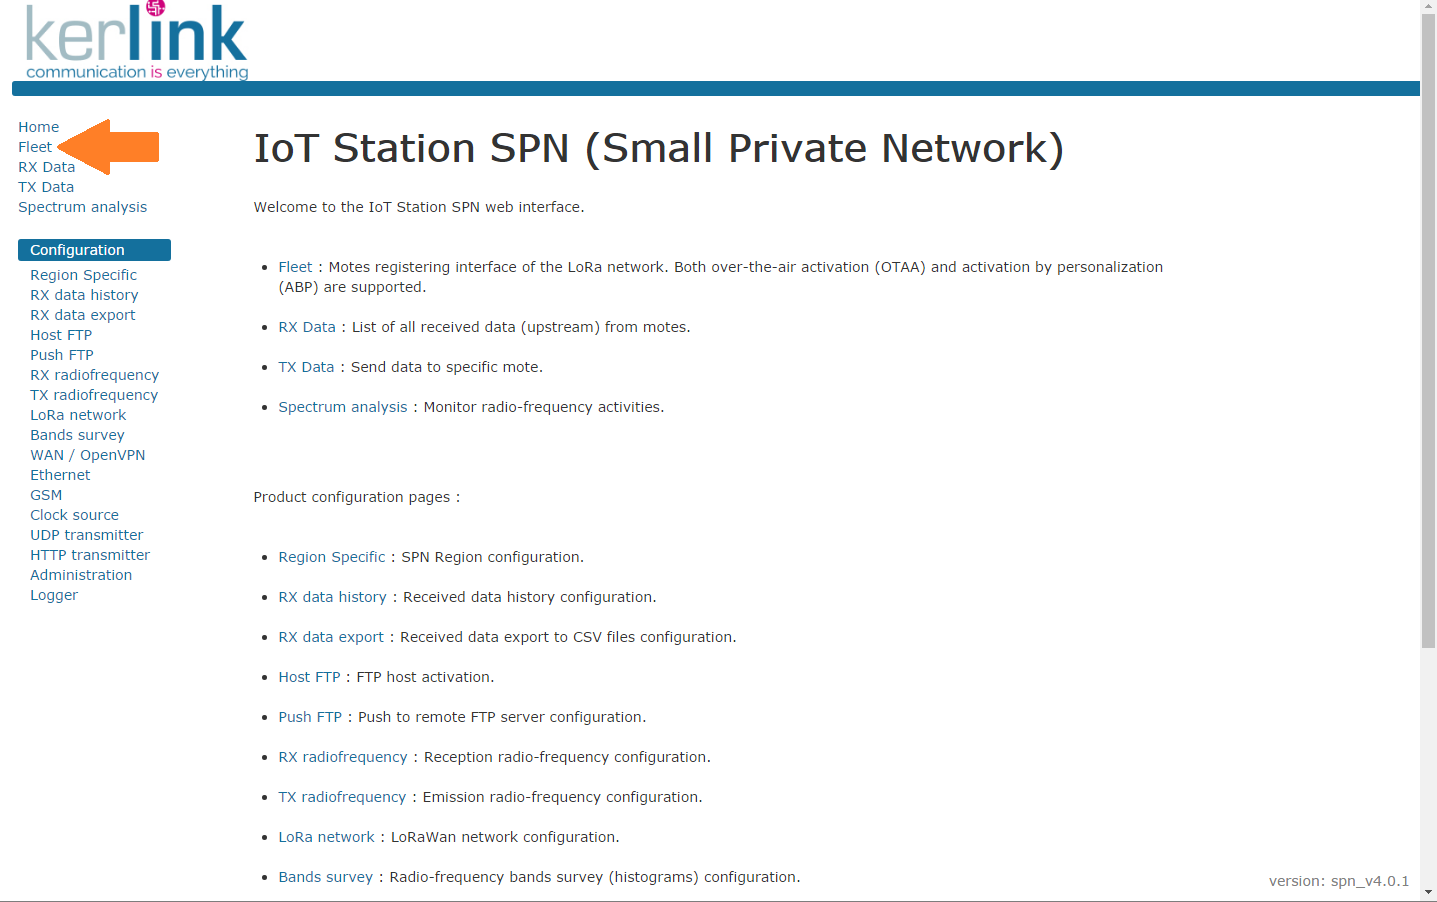 kerlink
communication is everything
Home
Fleet
RX Data
TX Data
Spectrum analysis
Configuration
Region Specific
RX data history
RX data export
Host FTP
Push FTP
RX radiofrequency
TX radiofrequency
LoRa network
Bands survey
WAN / OpenVPN
Ethernet
GSM
Clock source
UDP transmitter
HTTP transmitter
Administration
Logger
IoT Station SPN (Small Private Network)
Welcome to the IoT Station SPN web interface.
• Fleet : Motes registering interface of the LoRa network. Both over-the-air activation (OTAA) and activation by personalization
(ABP) are supported.
• RX Data : List of all received data (upstream) from motes.
• TX Data : Send data to specific mote.
• Spectrum analysis : Monitor radio-frequency activities.
Product configuration pages :
• Region Specific : SPN Region configuration.
• RX data history : Received data history configuration.
• RX data export : Received data export to CSV files configuration.
• Host FTP : FTP host activation.
• Push FTP : Push to remote FTP server configuration.
• RX radiofrequency : Reception radio-frequency configuration.
• TX radiofrequency : Emission radio-frequency configuration.
• LoRa network : LoRaWan network configuration.
• Bands survey : Radio-frequency bands survey (histograms) configuration.
version: spn_v4.0.1